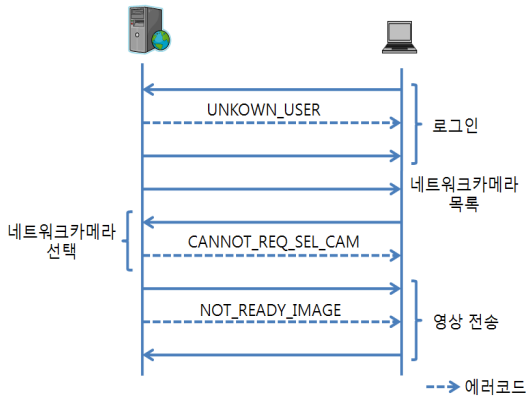 UNKOWN_USER
로그인
네트워크카메라
목록
네트워크카메라
선택
CANNOT_REQ_SEL_CAM
NOT_READY_IMAGE
영상 전송
에러코드